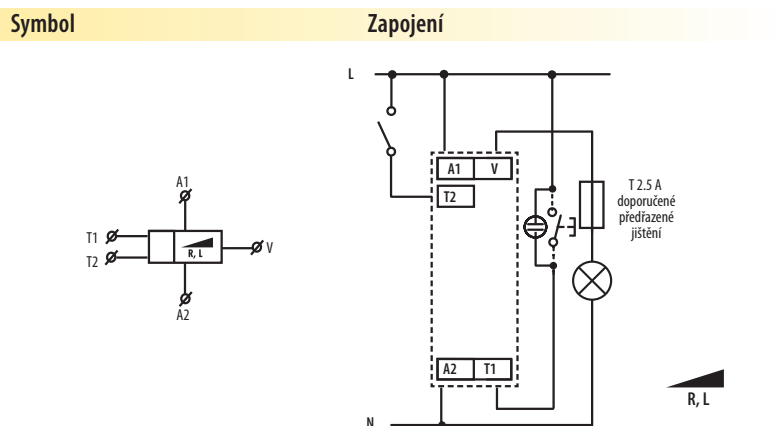 Symbol
Zapojení
A1
T1
T2
R, L
V
A2
L
A1 V
T2
T 2.5 A
doporučené
předřazené
jištění
A2 T1
N
R, L